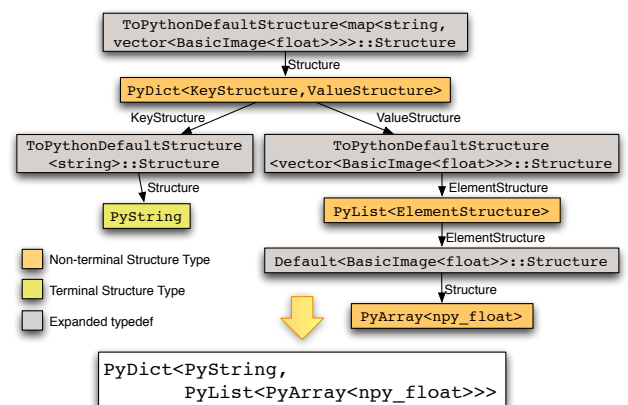 ToPythonDefaultStructure<map<string,
vector<BasicImage<float>>>>::Structure
Structure
PyDict<KeyStructure,ValueStructure>
KeyStructure
ValueStructure
ToPythonDefaultStructure
<string>::Structure
ToPythonDefaultStructure
<vector<BasicImage<float>>>::Structure
Structure
ElementStructure
PyString
PyList<ElementStructure>
ElementStructure
Non-terminal Structure Type
Default<BasicImage<float>>::Structure
Terminal Structure Type
Structure
Expanded typedef
PyArray<npy_float>
PyDict<PyString,
PyList<PyArray<npy_float>>>